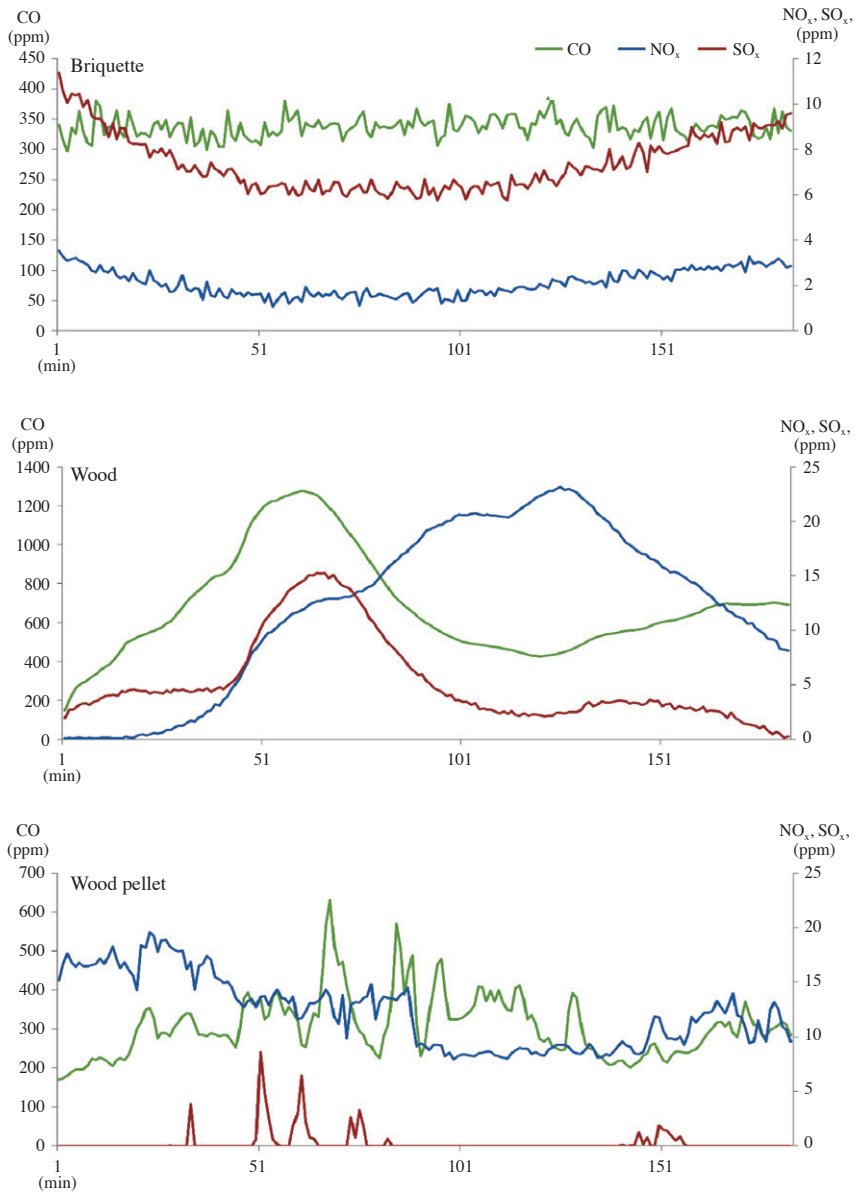 CO
(ppm)
NOx, SOx,
(ppm)
CO NOx SOx
Briquette
450
400
350
300
250
200
150
100
50
0
12
10
8
6
4
2
0
1 51 101 151
(min)
CO
(ppm)
NOx, SOx,
(ppm)
Wood
1400
1200
1000
800
600
400
200
0
25
20
15
10
5
0
1 51 101 151
(min)
CO
(ppm)
NOx, SOx,
(ppm)
Wood pellet
700
600
500
400
300
200
100
0
25
20
15
10
5
0
1 51 101 151
(min)